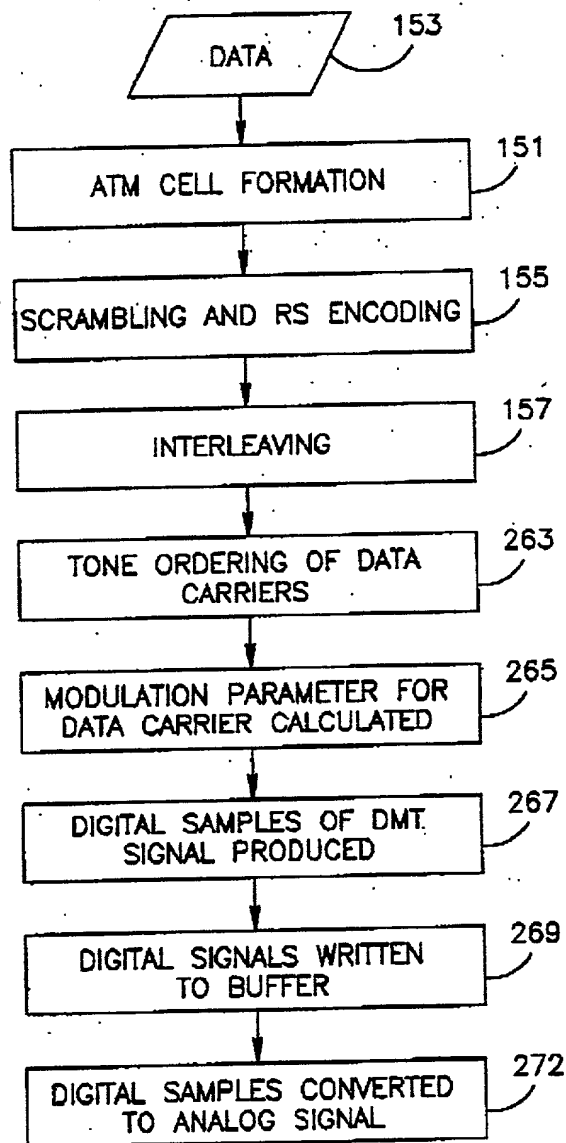 DATA
153
ATM CELL FORMATION
151
SCRAMBLING AND RS ENCODING
155
INTERLEAVING
157
TONE ORDERING OF DATA
CARRIERS
263
MODULATION PARAMETER FOR
DATA CARRIER CALCULATED
265
DIGITAL SAMPLES OF DMT
SIGNAL PRODUCED
267
DIGITAL SIGNALS WRITTEN
TO BUFFER
269
DIGITAL SAMPLES CONVERTED
TO ANALOG SIGNAL
272